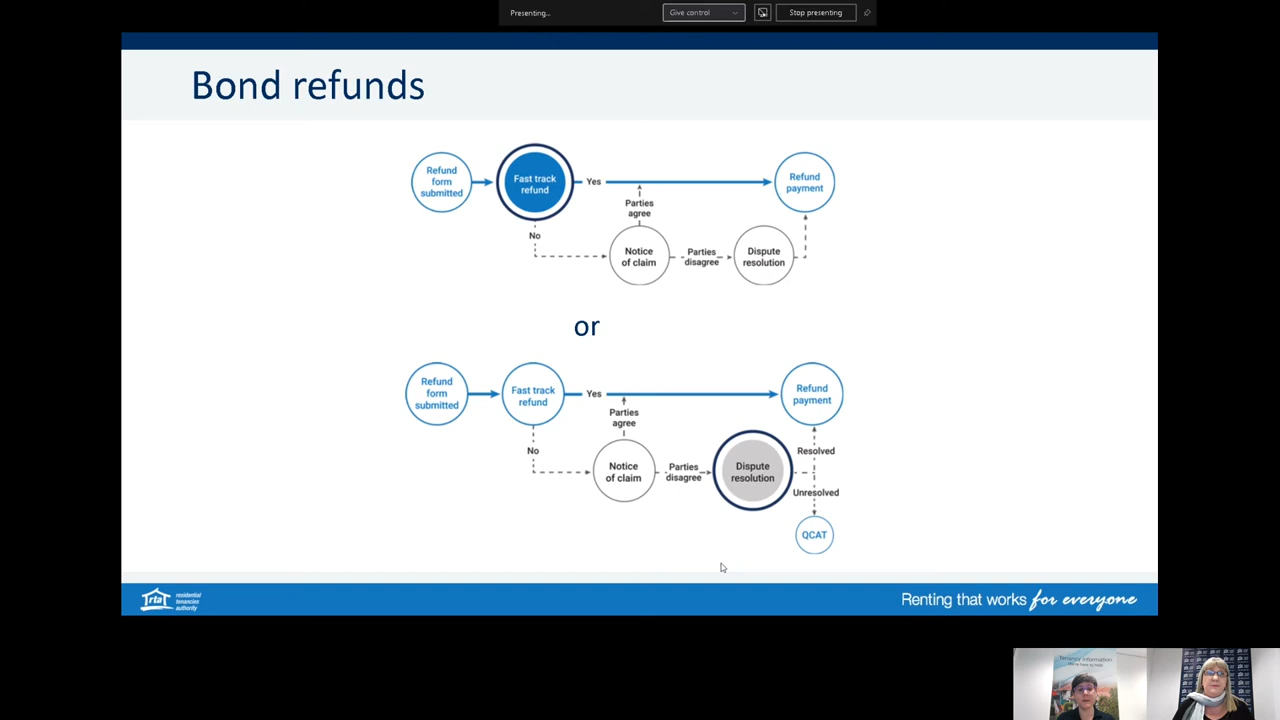 Presenting...
Give control
Stop presenting
Bond refunds
Refund
form
submitted
Fast track
refund
Yes
Refund
payment
Parties
agree
No
Notice
of claim
Parties
disagree
Dispute
resolution
or
Refund
form
submitted
Fast track
refund
Yes
Refund
payment
Parties
agree
No
Notice
of claim
Parties
disagree
Dispute
resolution
Resolved
Unresolved
QCAT
rta
residential
tenancies
authority
Renting that works for everyone
Tenancy information